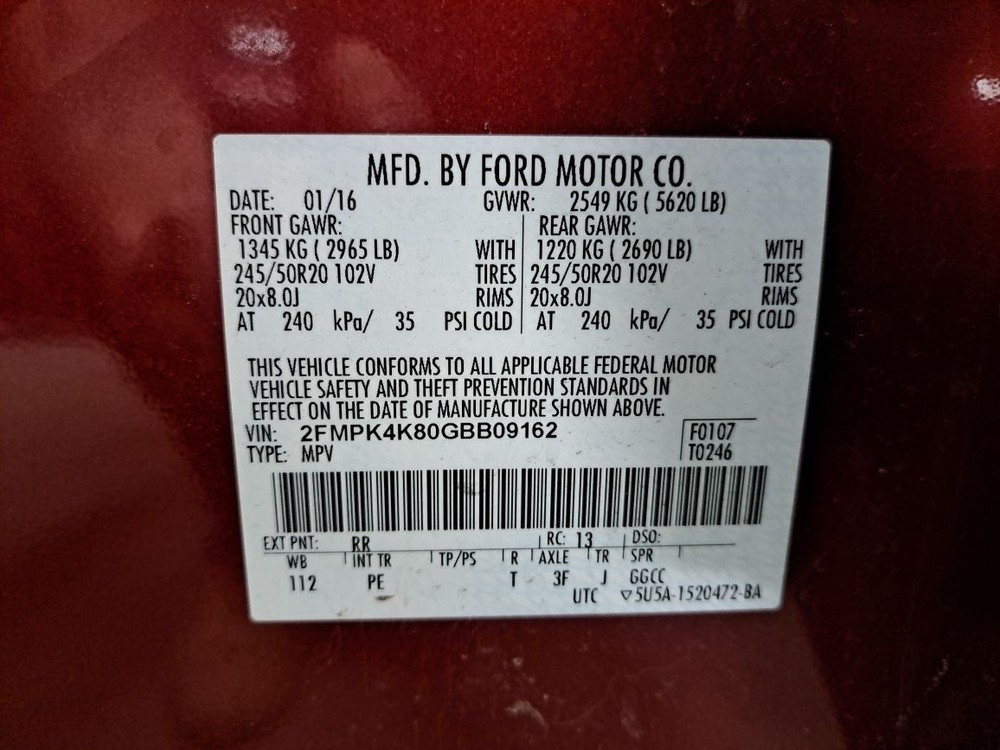 MFD. BY FORD MOTOR CO.
DATE: 01/16 GVWR: 2549 KG ( 5620 LB)
FRONT GAWR: REAR GAWR:
1345 KG ( 2965 LB) WITH 1220 KG ( 2690 LB) WITH
245/50R20 102V TIRES 245/50R20 102V TIRES
20x8.0J RIMS 20x8.0J RIMS
AT 240 kPa/ 35 PSI COLD AT 240 kPa/ 35 PSI COLD
THIS VEHICLE CONFORMS TO ALL APPLICABLE FEDERAL MOTOR
VEHICLE SAFETY AND THEFT PREVENTION STANDARDS IN
EFFECT ON THE DATE OF MANUFACTURE SHOWN ABOVE.
VIN: 2FMPK4K80GBB09162 F0107
TYPE: MPV T0246
EXT PNT: RR RC: 13 DSO:
WB INT TR TP/PS R AXLE TR SPR
112 PE T 3F J GGCC
UTC ▽5U5A-1520472-BA